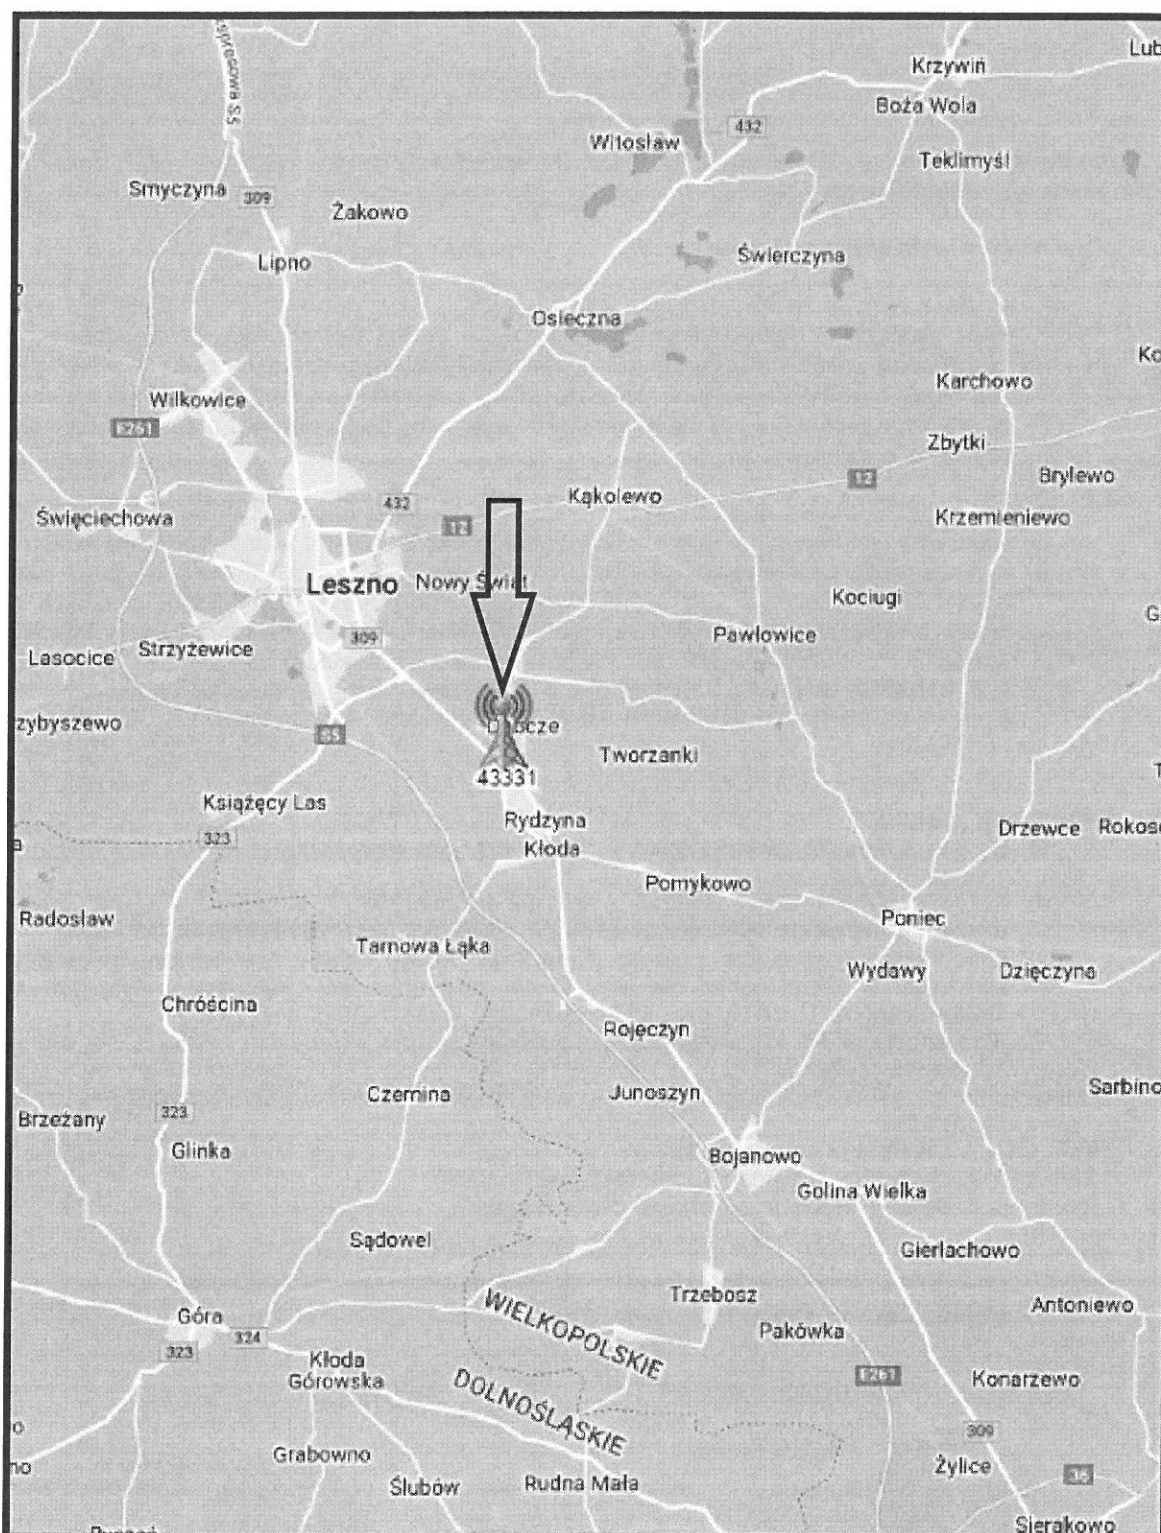 Krzywiń
Boża Wola
432
Witosław
Teklimyśl
Smyczyna
309
Żakowo
Świerczyna
Lipno
Osieczna
Karchowo
Wilkowice
E261
Zbytki
12
Brylewo
Kąkolewo
432
Święciechowa
12
Krzemieniewo
Leszno
Nowy Świat
Kociugi
309
Pawłowice
Strzyżewice
Lasocice
zybyszewo
S5
Tworzanki
43331
Książęcy Las
Rydzyna
Drzewce
323
Kłoda
Pomykowo
Radosław
Poniec
Tarnowa Łąka
Wydawy
Dzięczyna
Chróścina
Rojęczyn
Czernina
Junoszyn
Sarbino
323
Brzeżany
Glinka
Bojanowo
Golina Wielka
Sądowel
Gierlachowo
Trzebosz
Antoniewo
Góra
WIELKOPOLSKIE
Pakówka
324
323
Kłoda
Górowska
E261
Konarzewo
DOLNOŚLĄSKIE
309
Grabowno
Żylice
36
Ślubów
Rudna Mała
Sierakowo